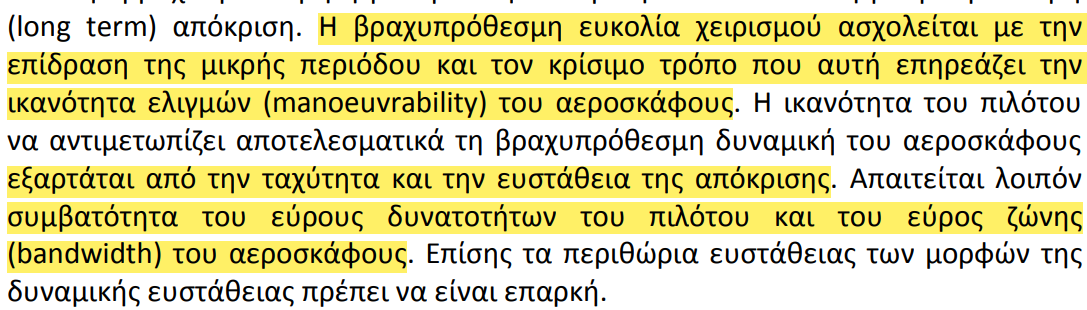 (long term) απόκριση. Η βραχυπρόθεσμη ευκολία χειρισμού ασχολείται με την
επίδραση της μικρής περιόδου και τον κρίσιμο τρόπο που αυτή επηρεάζει την
ικανότητα ελιγμών (manoeuvrability) του αεροσκάφους. Η ικανότητα του πιλότου
να αντιμετωπίζει αποτελεσματικά τη βραχυπρόθεσμη δυναμική του αεροσκάφους
εξαρτάται από την ταχύτητα και την ευστάθεια της απόκρισης. Απαιτείται λοιπόν
συμβατότητα του εύρους δυνατοτήτων του πιλότου και του εύρος ζώνης
(bandwidth) του αεροσκάφους. Επίσης τα περιθώρια ευστάθειας των μορφών της
δυναμικής ευστάθειας πρέπει να είναι επαρκή.